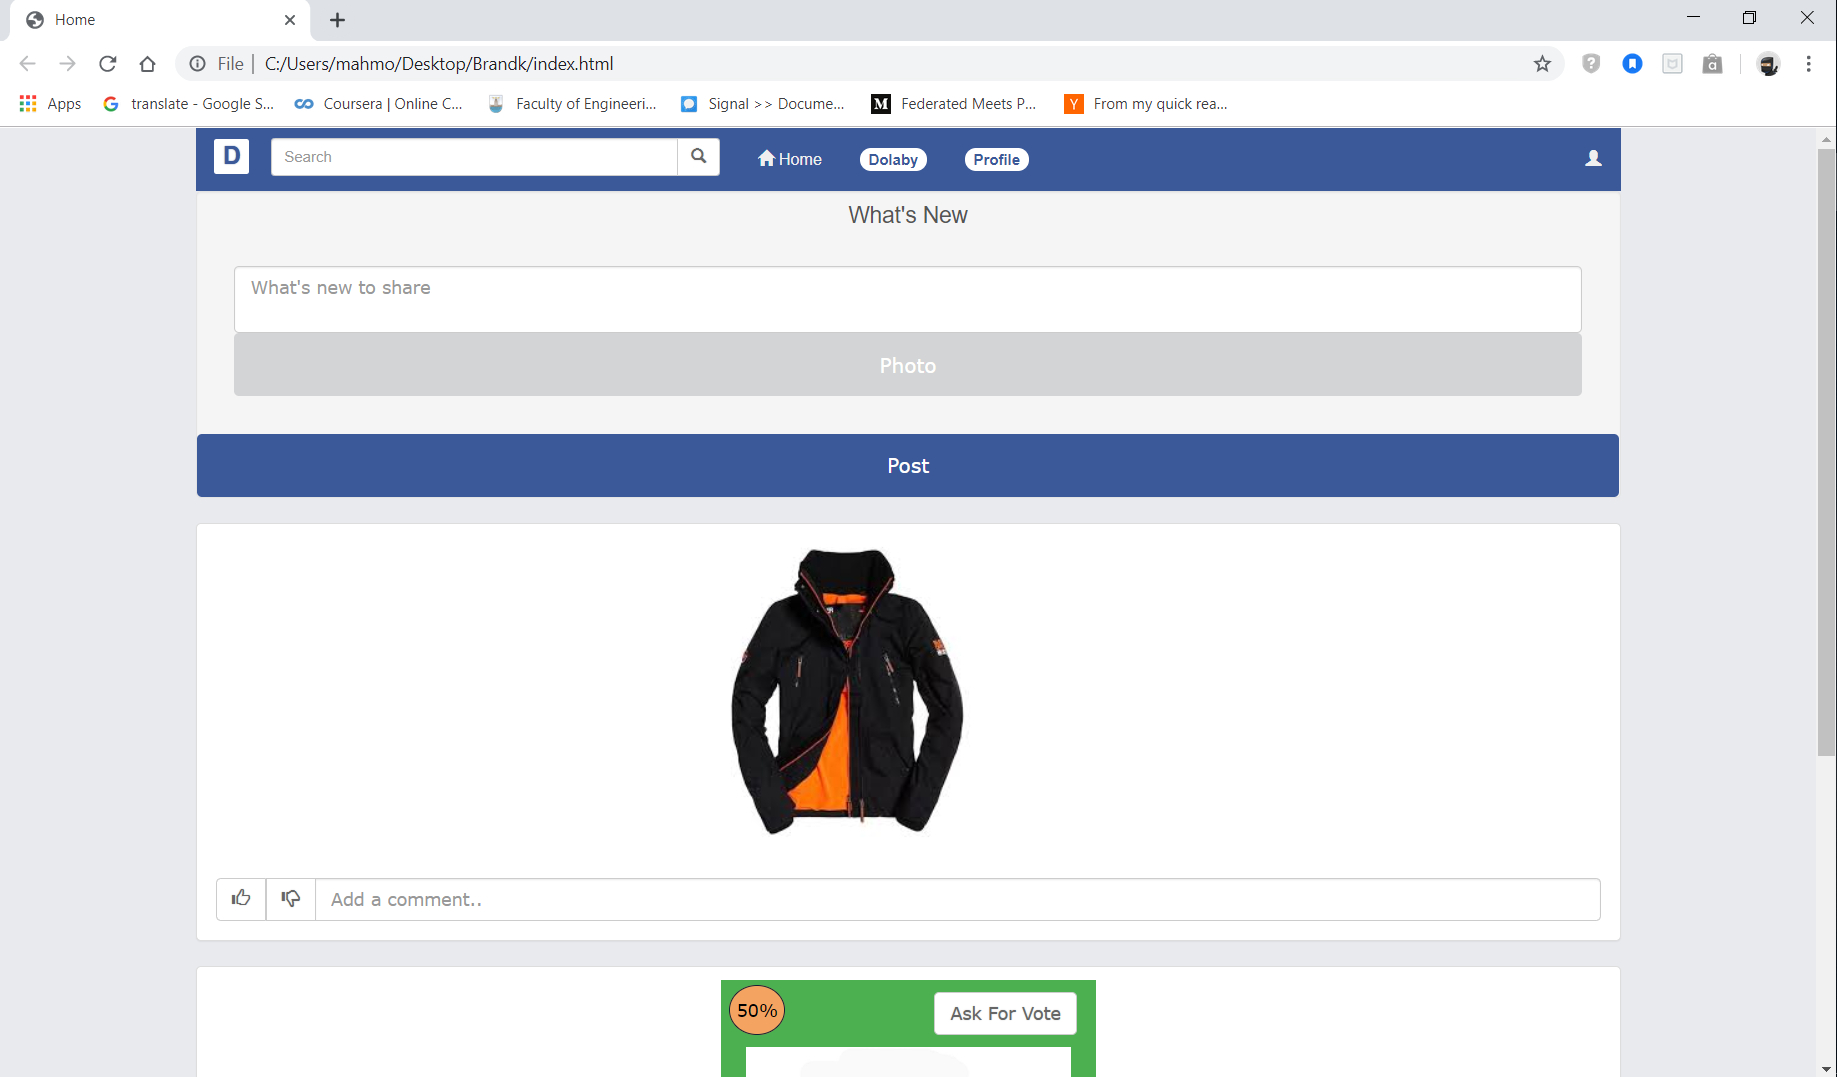 Home
File | C:/Users/mahmo/Desktop/Brandk/index.html
Apps translate - Google S... Coursera | Online C... Faculty of Engineeri... Signal >> Docume... Federated Meets P... From my quick rea...
D Search Home Dolaby Profile
What's New
What's new to share
Photo
Post
Add a comment..
50% Ask For Vote